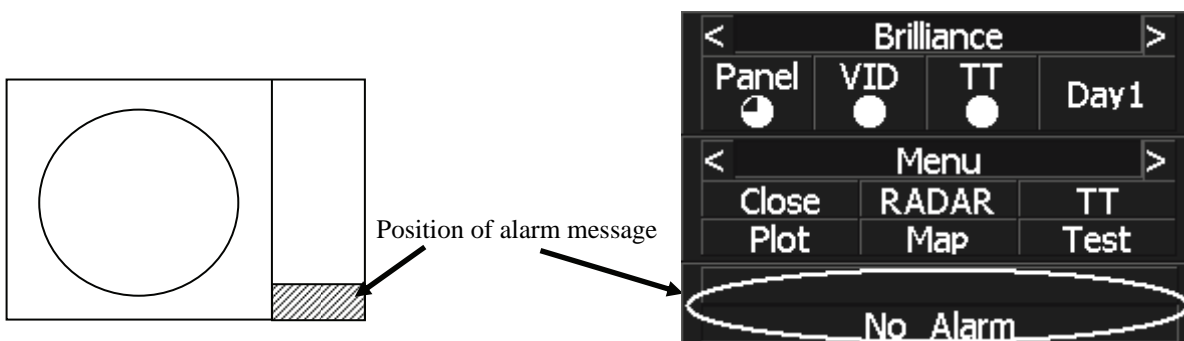 Position of alarm message
< Brilliance >
Panel VID TT Day1
< Menu >
Close RADAR TT
Plot Map Test
No Alarm